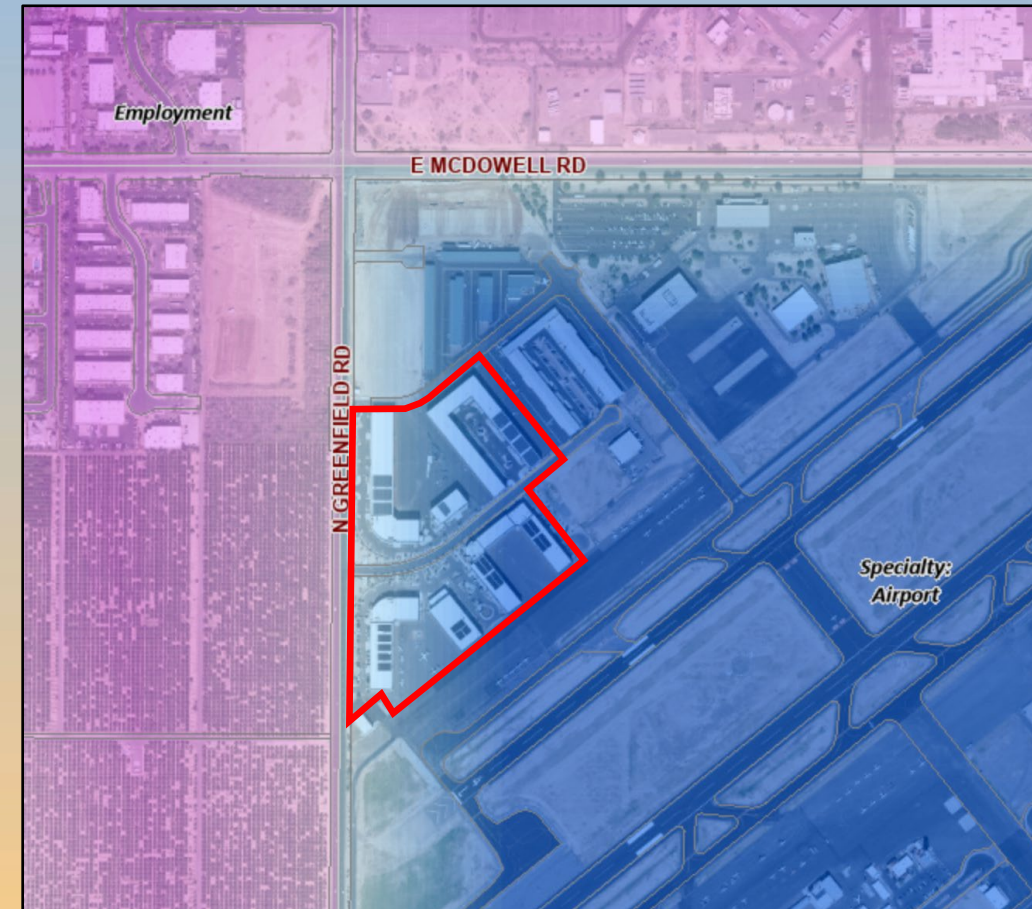 Employment
E MCDOWELL RD
N GREENFIELD RD
Specialty:
Airport